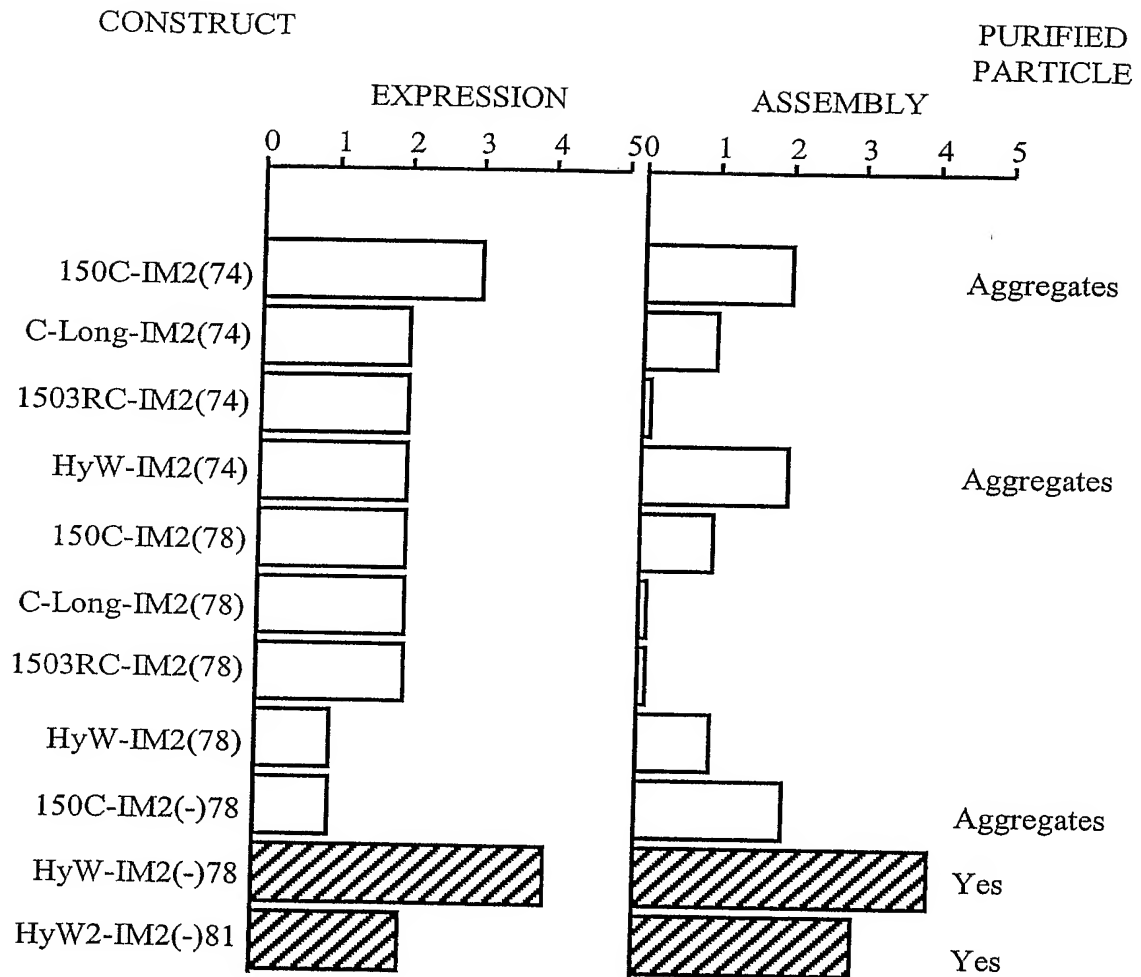 CONSTRUCT
PURIFIED
PARTICLE
EXPRESSION
ASSEMBLY
0 1 2 3 4 5
0 1 2 3 4 5
150C-IM2(74) Aggregates
C-Long-IM2(74)
1503RC-IM2(74)
HyW-IM2(74) Aggregates
150C-IM2(78)
C-Long-IM2(78)
1503RC-IM2(78)
HyW-IM2(78)
150C-IM2(-)78 Aggregates
HyW-IM2(-)78 Yes
HyW2-IM2(-)81 Yes